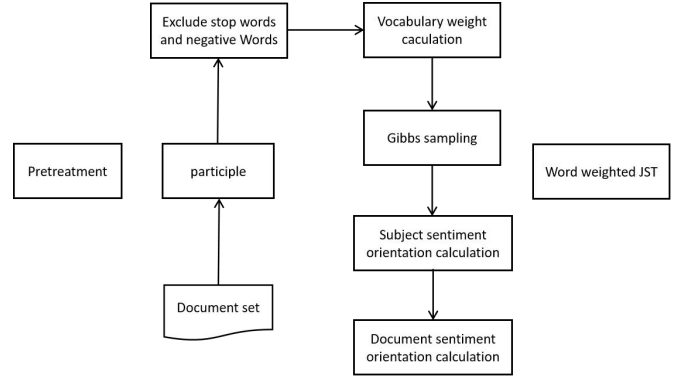 Exclude stop words
and negative Words
Vocabulary weight
caculation
Gibbs sampling
Pretreatment
participle
Word weighted JST
Subject sentiment
orientation calculation
Document set
Document sentiment
orientation calculation